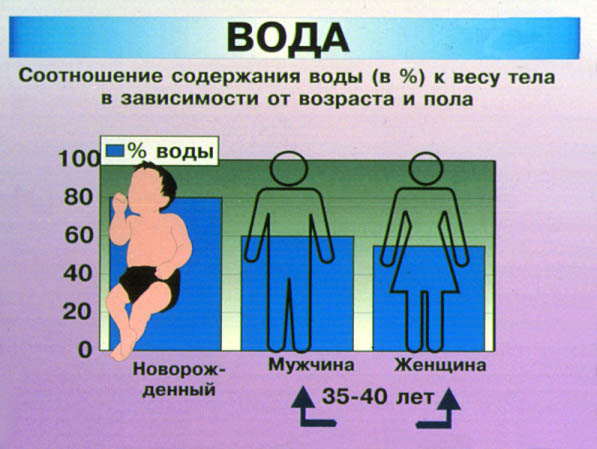 ВОДА
Соотношение содержания воды (в %) к весу тела
в зависимости от возраста и пола
% воды
100
80
60
40
20
0
Новорож-
денный
Мужчина
Женщина
35-40 лет